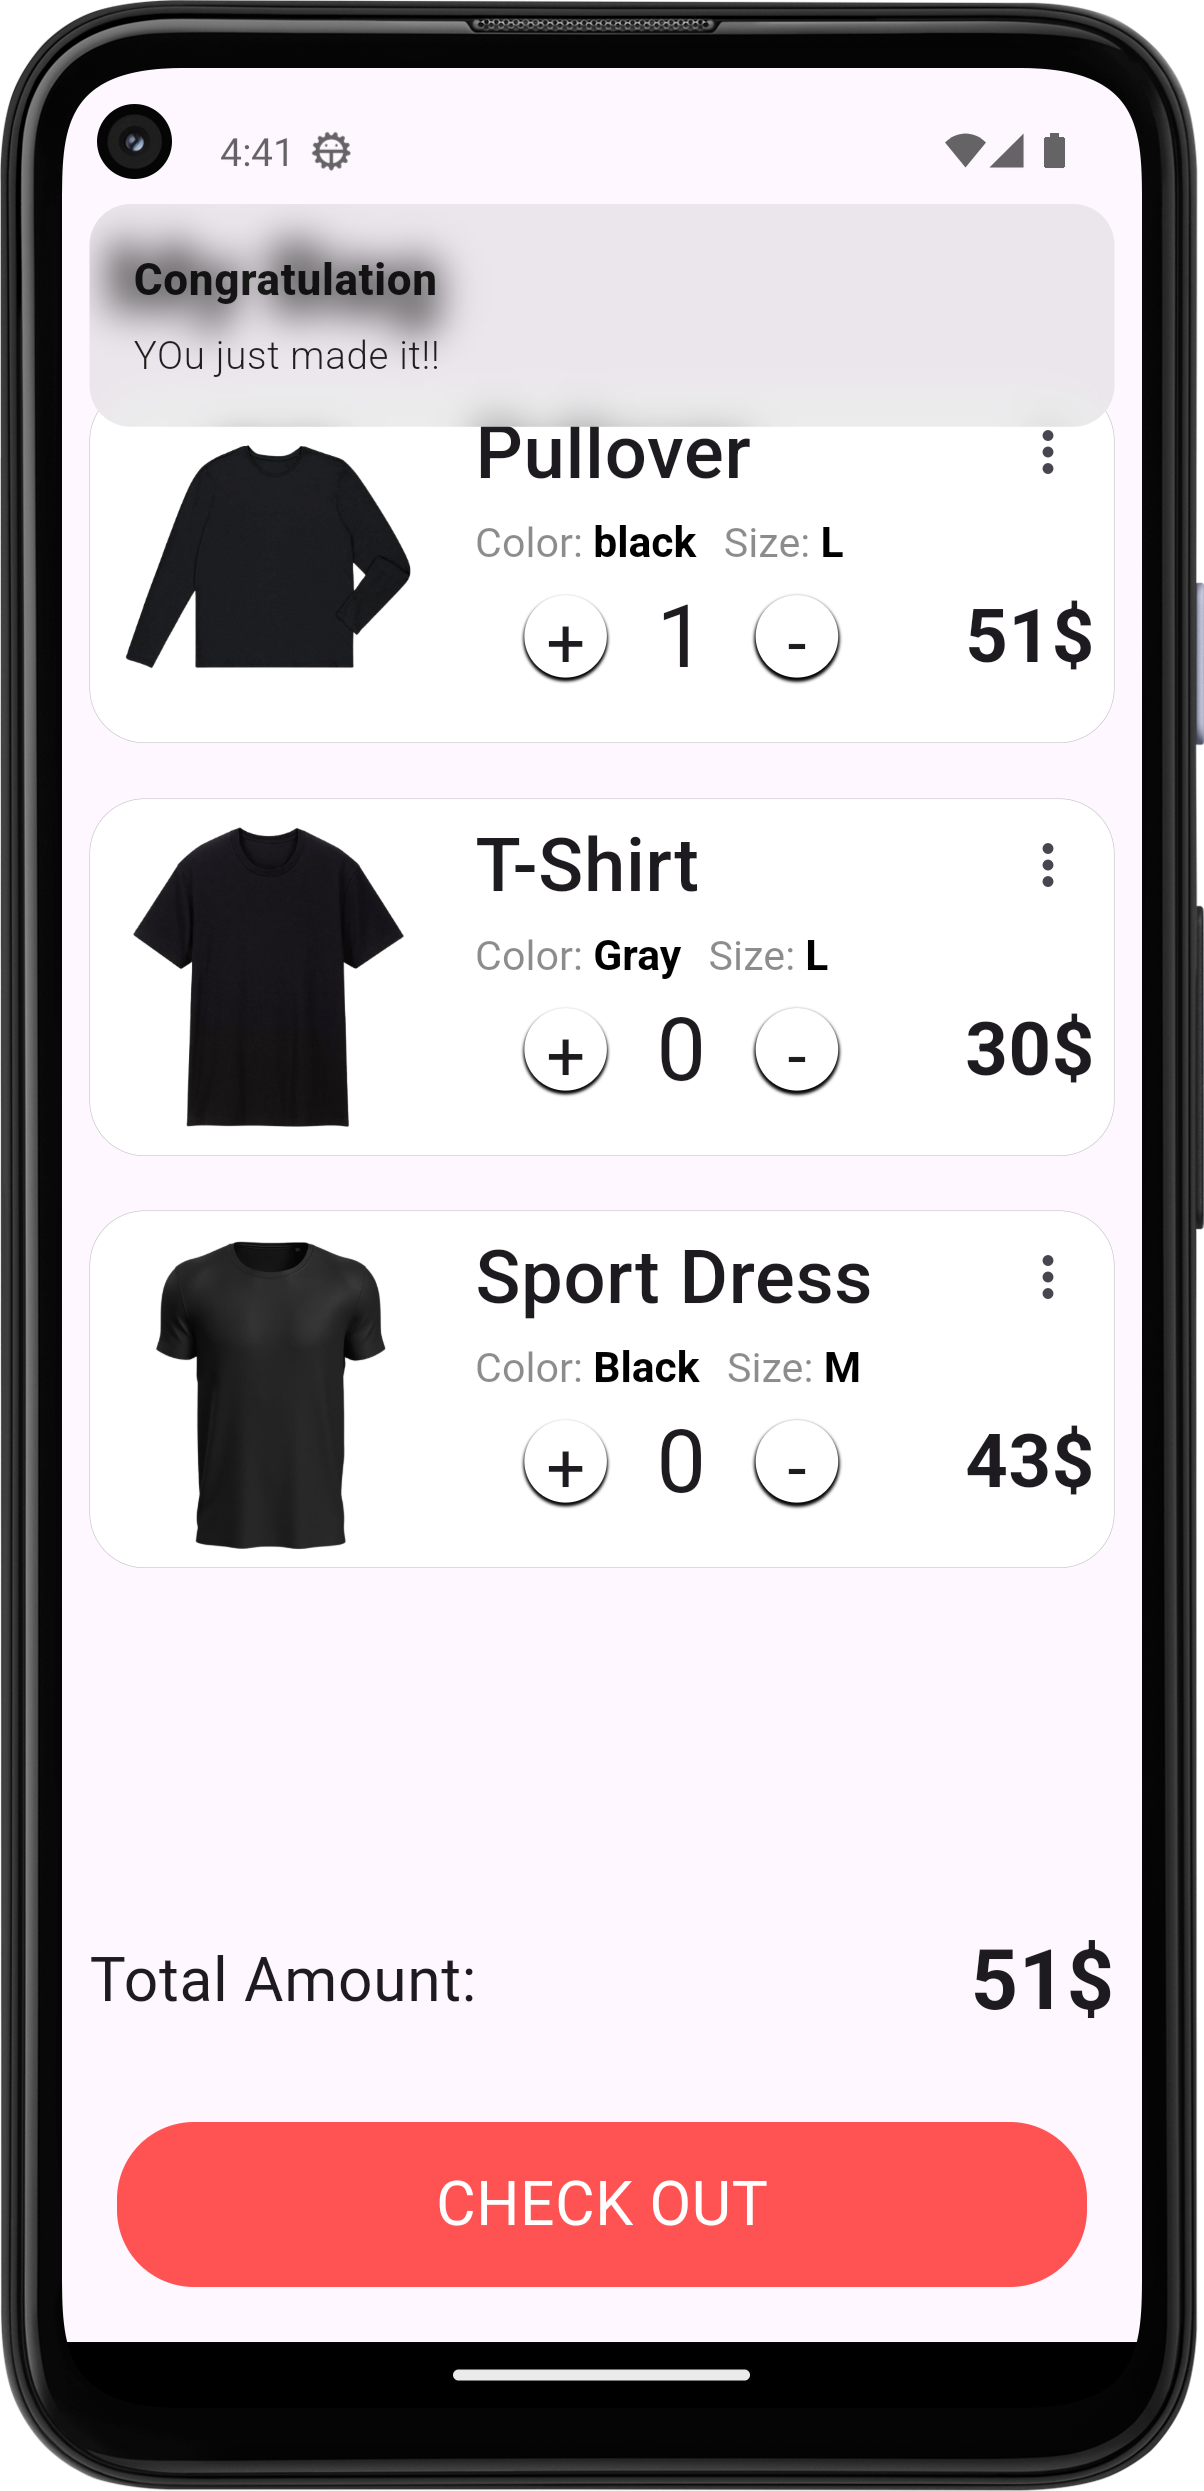 4:41
Congratulation
YOu just made it!!
Pullover
Color: black Size: L
+ 1 - 51$
T-Shirt
Color: Gray Size: L
+ 0 - 30$
Sport Dress
Color: Black Size: M
+ 0 - 43$
Total Amount: 51$
CHECK OUT